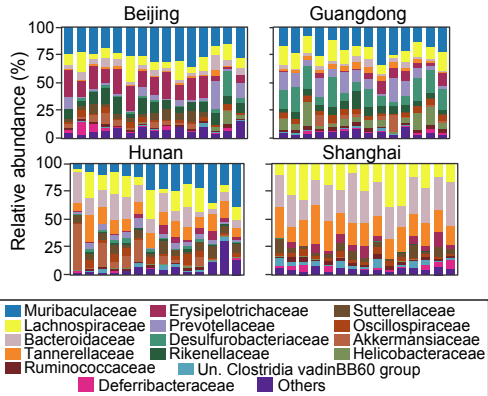 Beijing Guangdong
Relative abundance (%)
100
75
50
25
0
Hunan Shanghai
100
75
50
25
0
Muribaculaceae Erysipelotrichaceae Sutterellaceae
Lachnospiraceae Prevotellaceae Oscillospiraceae
Bacteroidaceae Desulfurobacteriaceae Akkermansiaceae
Tannerellaceae Rikenellaceae Helicobacteraceae
Ruminococcaceae Un. Clostridia vadinBB60 group
Deferribacteraceae Others